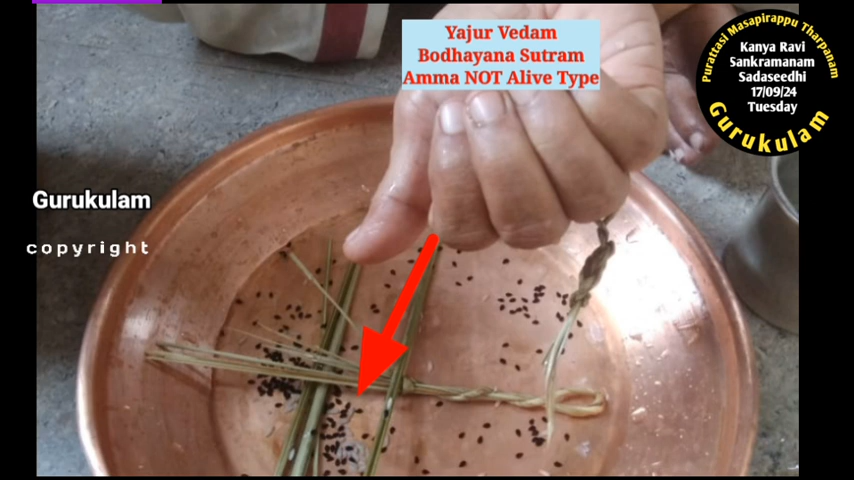 Yajur Vedam
Bodhayana Sutram
Amma NOT Alive Type
Purattasi Masapirappu Tharpanam
Kanya Ravi
Sankramanam
Sadaseedhi
17/09/24
Tuesday
Gurukulam
Gurukulam
copyright